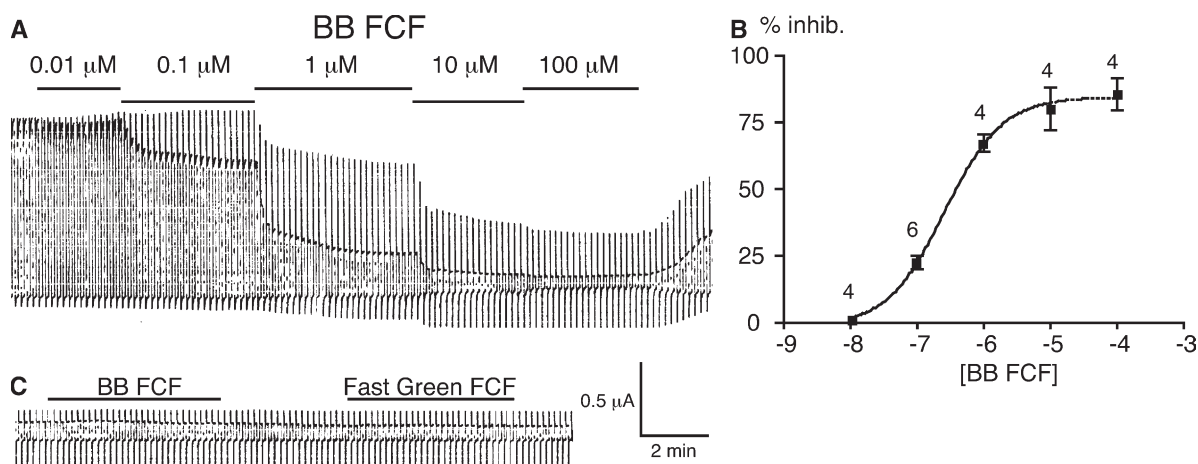 A
BB FCF
0.01 μM 0.1 μM 1 μM 10 μM 100 μM
B % inhib.
100
75
50
25
0
4
6
4
4
4
-9 -8 -7 -6 -5 -4 -3
[BB FCF]
C BB FCF Fast Green FCF
0.5 μA
2 min